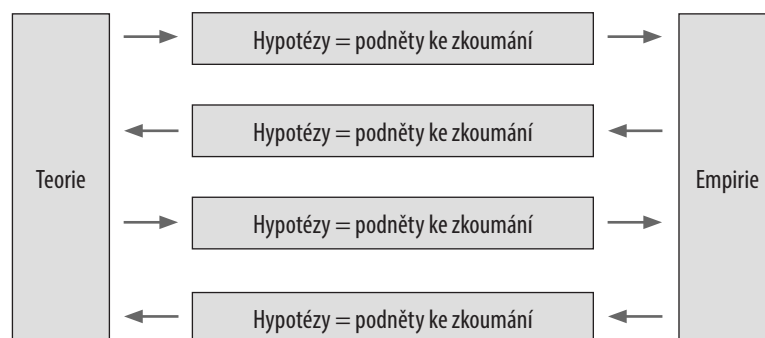 Hypotézy = podněty ke zkoumání
Hypotézy = podněty ke zkoumání
Teorie
Empirie
Hypotézy = podněty ke zkoumání
Hypotézy = podněty ke zkoumání